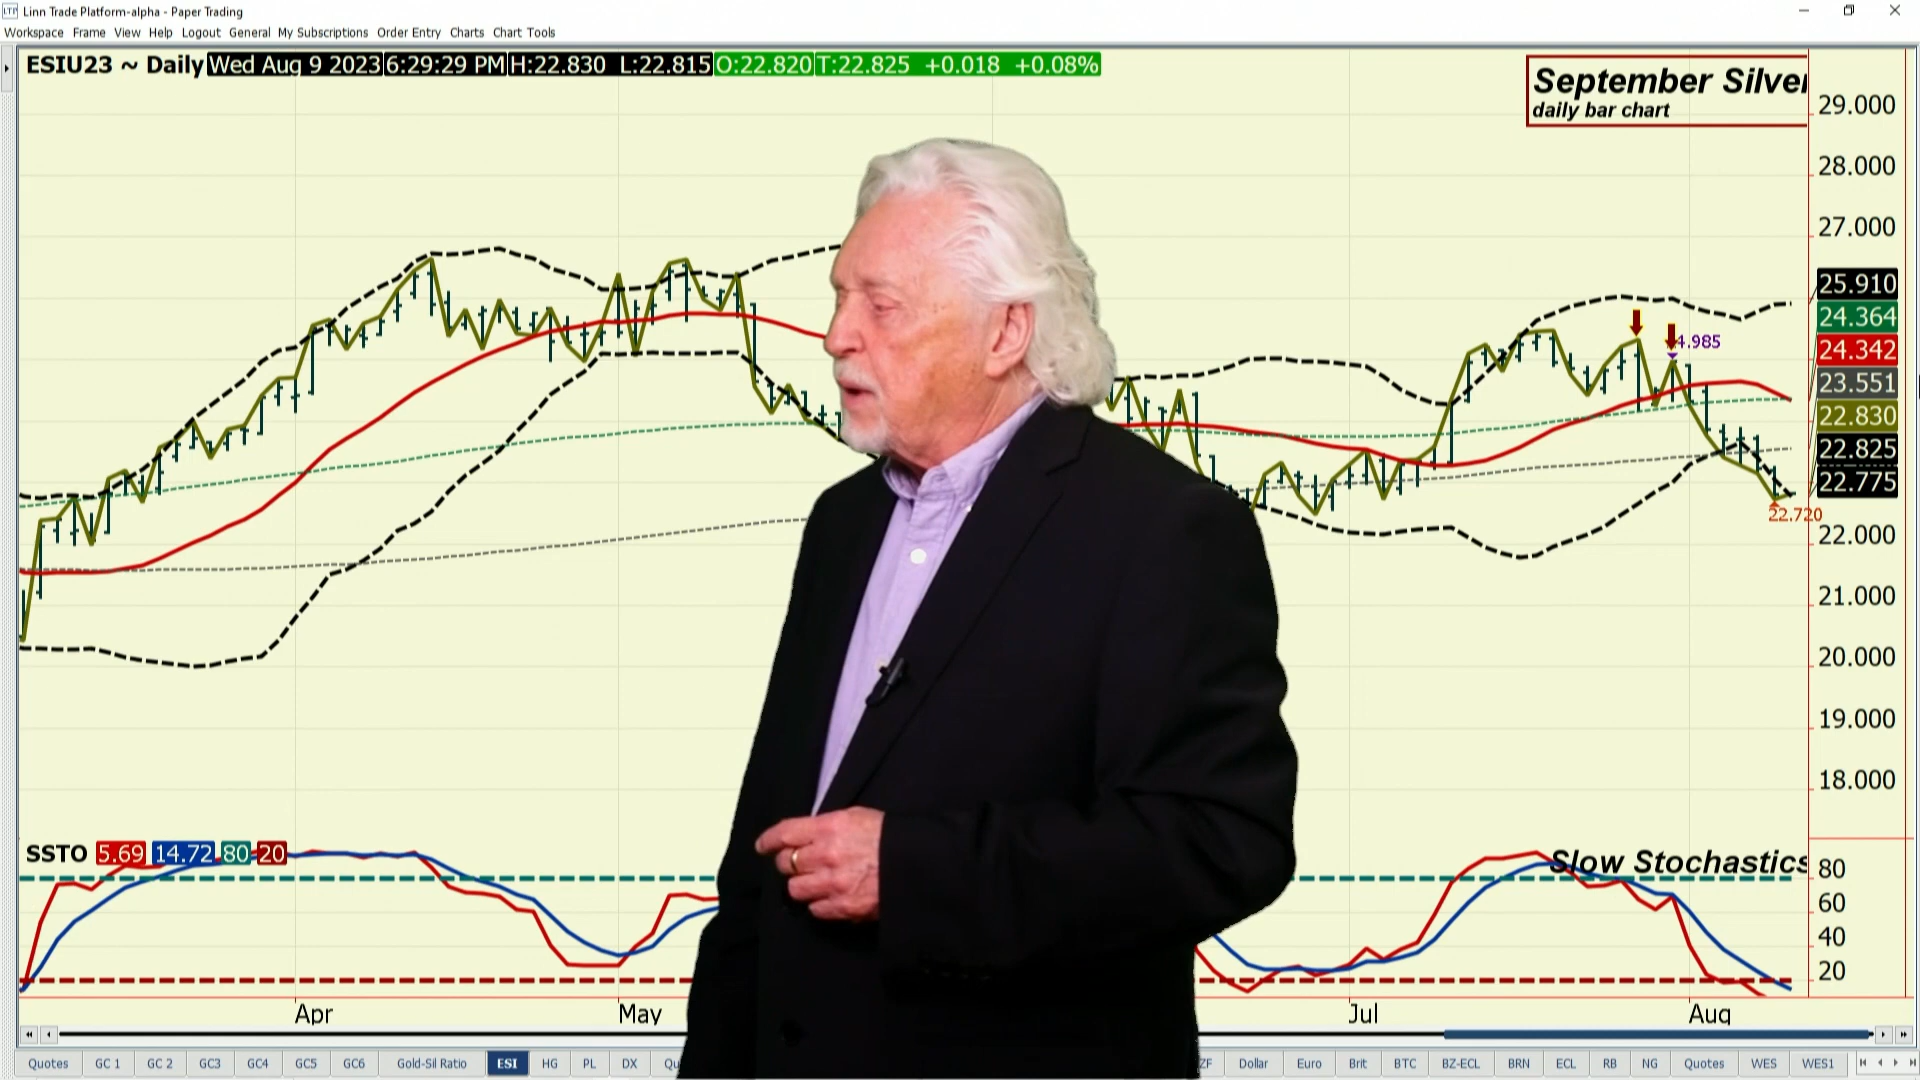 Linn Trade Platform-alpha - Paper Trading
Workspace Frame View Help Logout General My Subscriptions Order Entry Charts Chart Tools
ESIU23 ~ Daily Wed Aug 9 2023 6:29:29 PM H:22.830 L:22.815 O:22.820 T:22.825 +0.018 +0.08%
September Silver
daily bar chart
29.000
28.000
27.000
25.910
24.364
24.342
4.985
23.551
22.830
22.825
22.775
22.720
22.000
21.000
20.000
19.000
18.000
SSTO 5.69 14.72 80 20
Slow Stochastics
80
60
40
20
Apr May Jul Aug
Quotes GC 1 GC 2 GC3 GC4 GC5 GC6 Gold-Sil Ratio ESI HG PL DX Qu ZF Dollar Euro Brit BTC BZ-ECL BRN ECL RB NG Quotes WES WES1